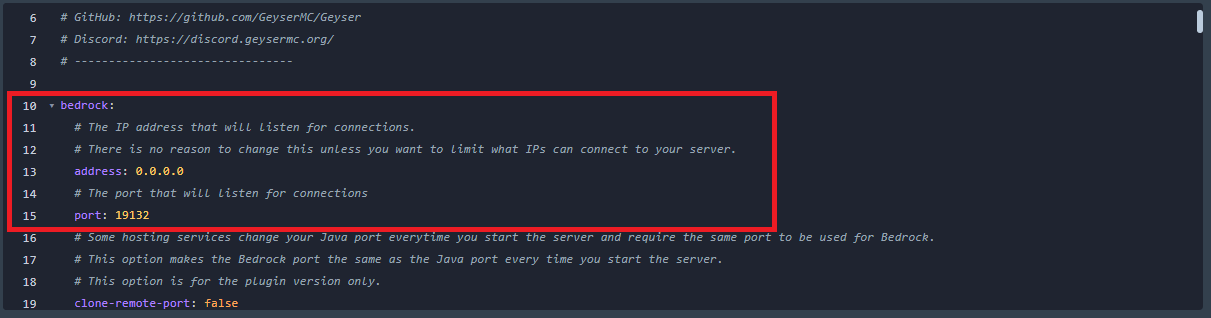 6 # GitHub: https://github.com/GeyserMC/Geyser
7 # Discord: https://discord.geysermc.org/
8 # --------------------------------
9
10 bedrock:
11 # The IP address that will listen for connections.
12 # There is no reason to change this unless you want to limit what IPs can connect to your server.
13 address: 0.0.0.0
14 # The port that will listen for connections
15 port: 19132
16 # Some hosting services change your Java port everytime you start the server and require the same port to be used for Bedrock.
17 # This option makes the Bedrock port the same as the Java port every time you start the server.
18 # This option is for the plugin version only.
19 clone-remote-port: false